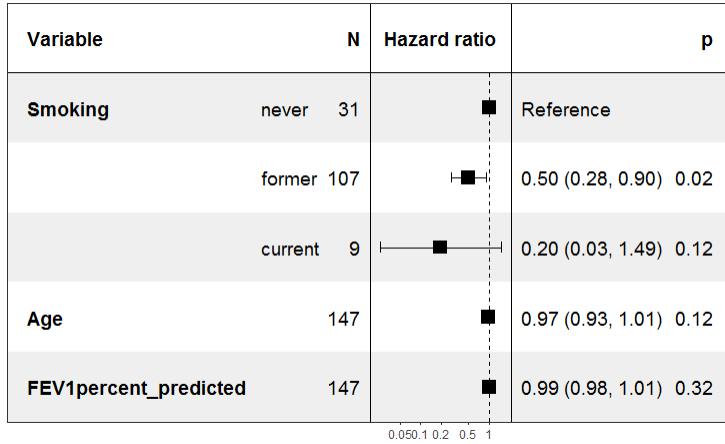 Variable N Hazard ratio p
Smoking never 31 Reference
former 107 0.50 (0.28, 0.90) 0.02
current 9 0.20 (0.03, 1.49) 0.12
Age 147 0.97 (0.93, 1.01) 0.12
FEV1percent_predicted 147 0.99 (0.98, 1.01) 0.32
0.05 0.1 0.2 0.5 1